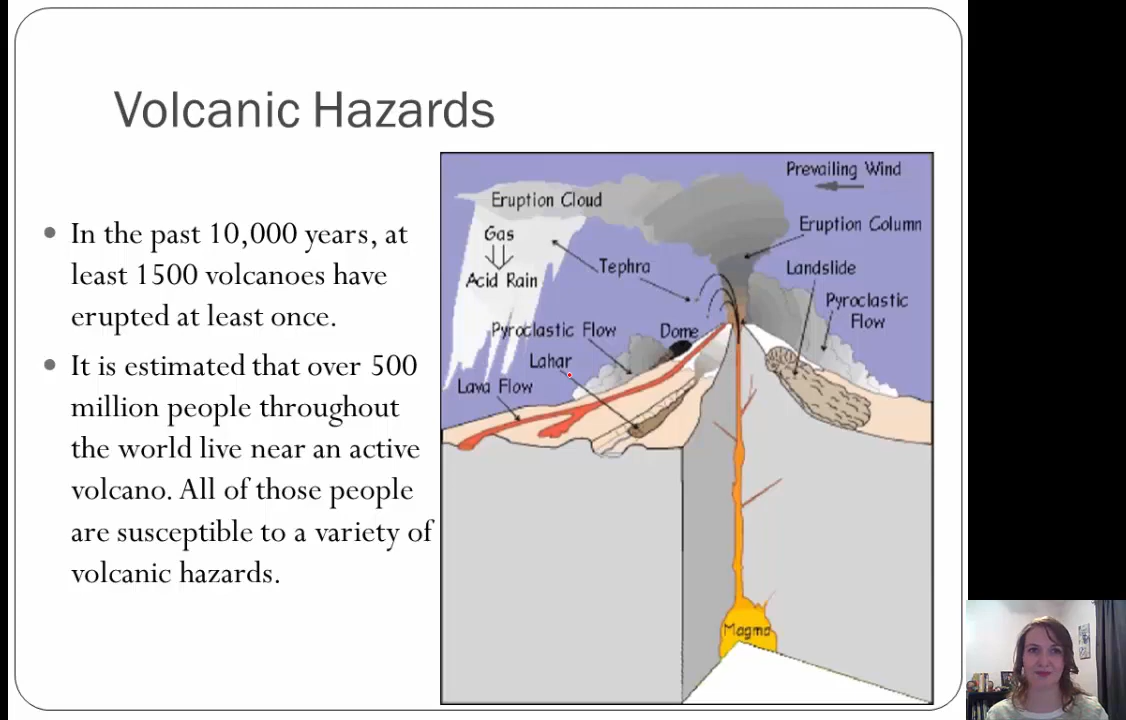 Volcanic Hazards
In the past 10,000 years, at
least 1500 volcanoes have
erupted at least once.
It is estimated that over 500
million people throughout
the world live near an active
volcano. All of those people
are susceptible to a variety of
volcanic hazards.
Prevailing Wind
Eruption Cloud
Eruption Column
Gas
Acid Rain
Tephra
Landslide
Pyroclastic
Flow
Pyroclastic Flow
Dome
Lahar
Lava Flow
Magma